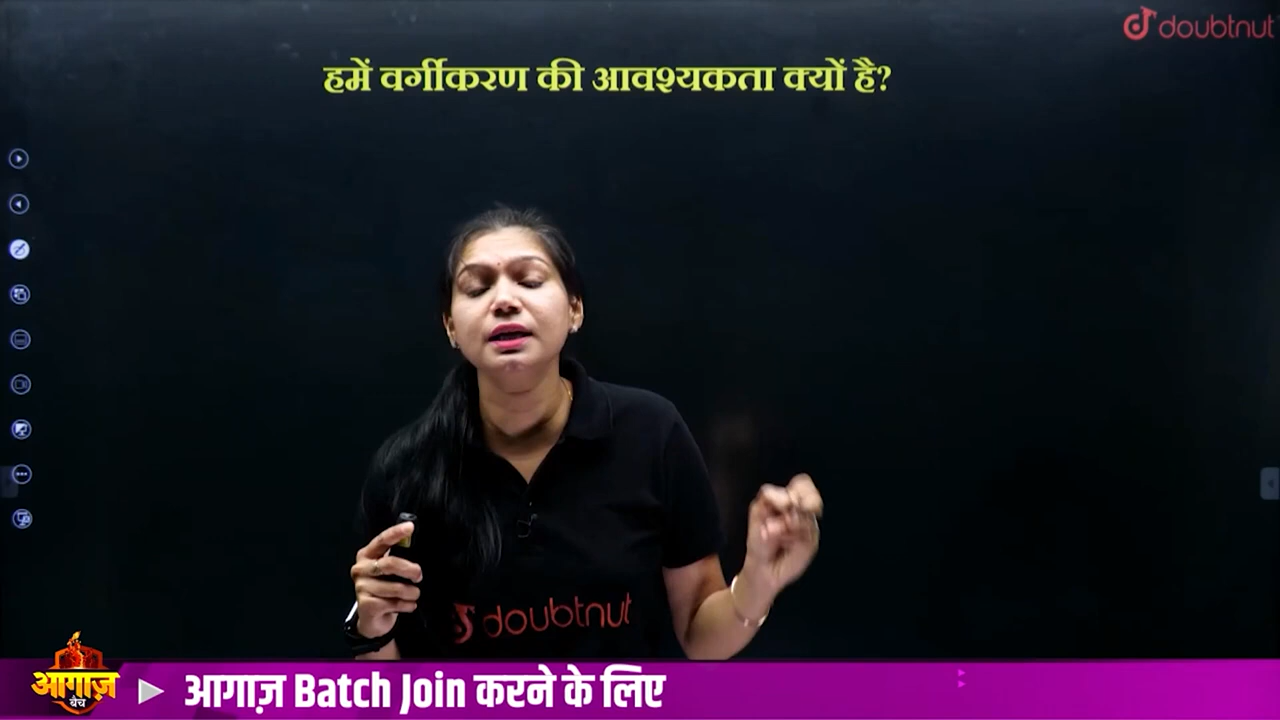 doubtnut
हमें वर्गीकरण की आवश्यकता क्यों है?
doubtnut
आगाज़ बैच
आगाज़ Batch Join करने के लिए